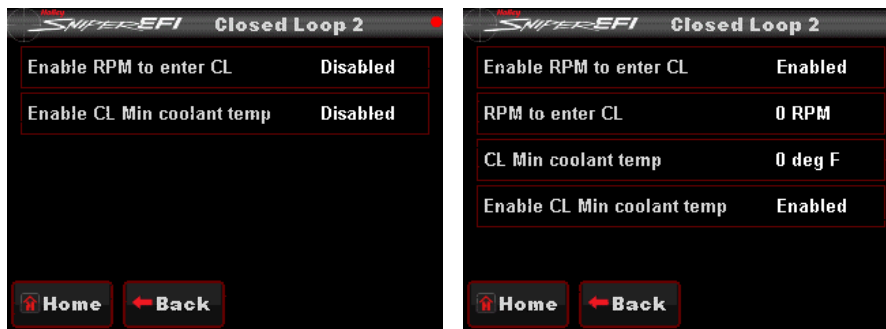 Holley
SNIPER EFI Closed Loop 2
Enable RPM to enter CL Disabled
Enable CL Min coolant temp Disabled
Home Back
Holley
SNIPER EFI Closed Loop 2
Enable RPM to enter CL Enabled
RPM to enter CL 0 RPM
CL Min coolant temp 0 deg F
Enable CL Min coolant temp Enabled
Home Back